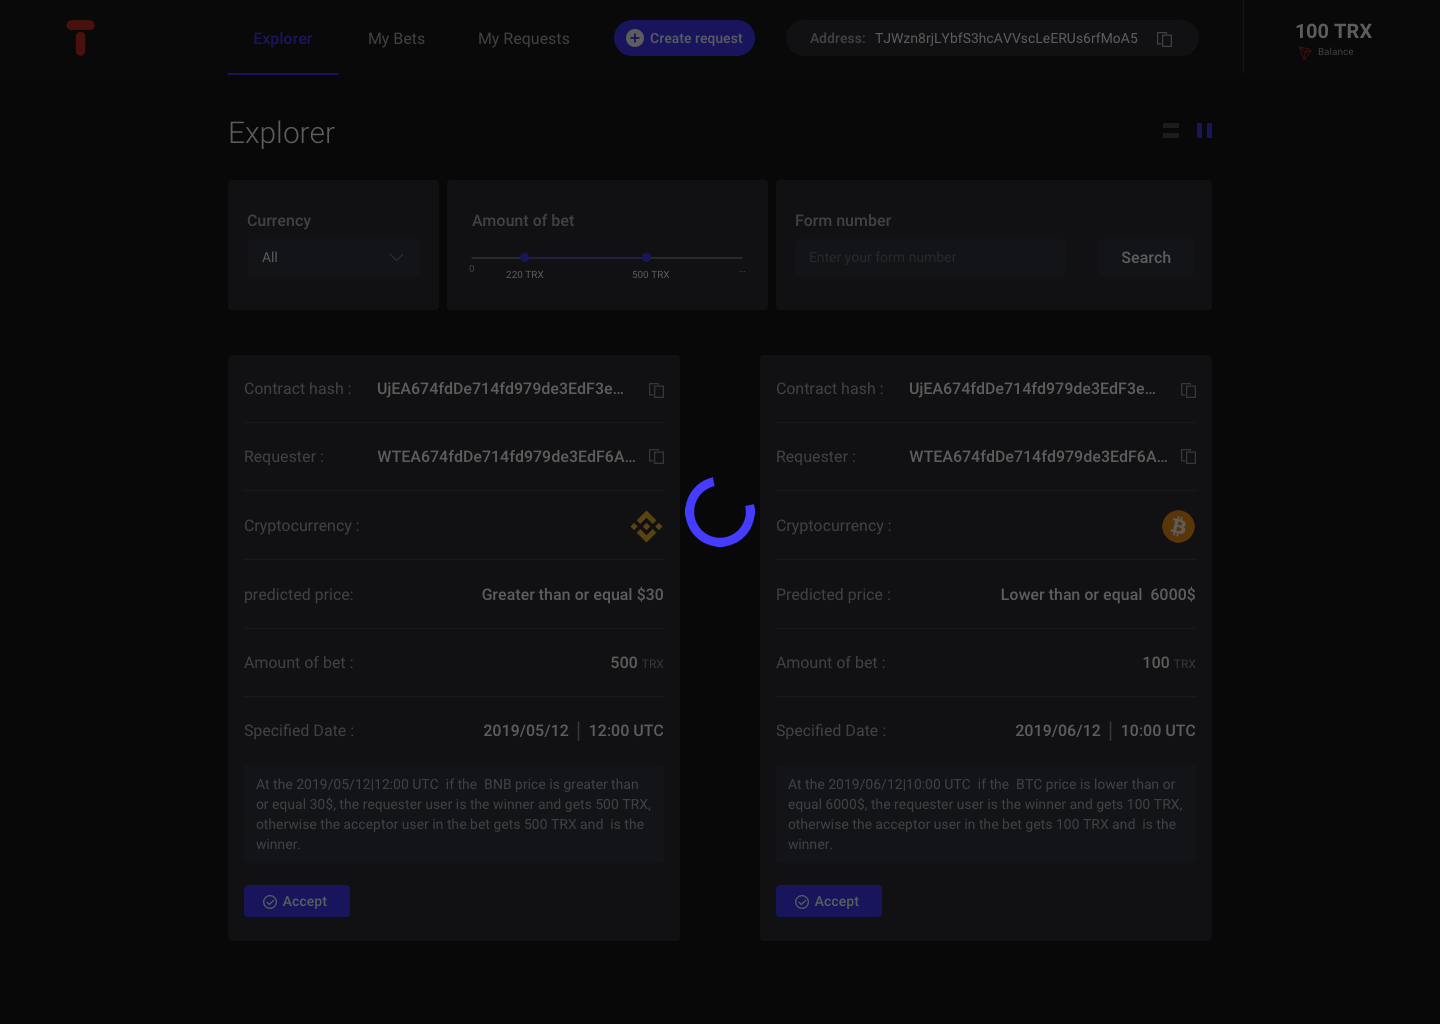 Explorer
My Bets
My Requests
Create request
Address: TJWzn8rjLYbfS3hcAVVscLeERUs6rfMoA5
100 TRX
Balance
Explorer
Currency
All
Amount of bet
0
220 TRX
500 TRX
..
Form number
Enter your form number
Search
Contract hash : UjEA674fdDe714fd979de3EdF3e...
Requester : WTEA674fdDe714fd979de3EdF6A...
Cryptocurrency :
predicted price: Greater than or equal $30
Amount of bet : 500 TRX
Specified Date : 2019/05/12 | 12:00 UTC
At the 2019/05/12|12:00 UTC if the BNB price is greater than
or equal 30$, the requester user is the winner and gets 500 TRX,
otherwise the acceptor user in the bet gets 500 TRX and is the
winner.
Accept
Contract hash : UjEA674fdDe714fd979de3EdF3e...
Requester : WTEA674fdDe714fd979de3EdF6A...
Cryptocurrency :
Predicted price : Lower than or equal 6000$
Amount of bet : 100 TRX
Specified Date : 2019/06/12 | 10:00 UTC
At the 2019/06/12|10:00 UTC if the BTC price is lower than or
equal 6000$, the requester user is the winner and gets 100 TRX,
otherwise the acceptor user in the bet gets 100 TRX and is the
winner.
Accept